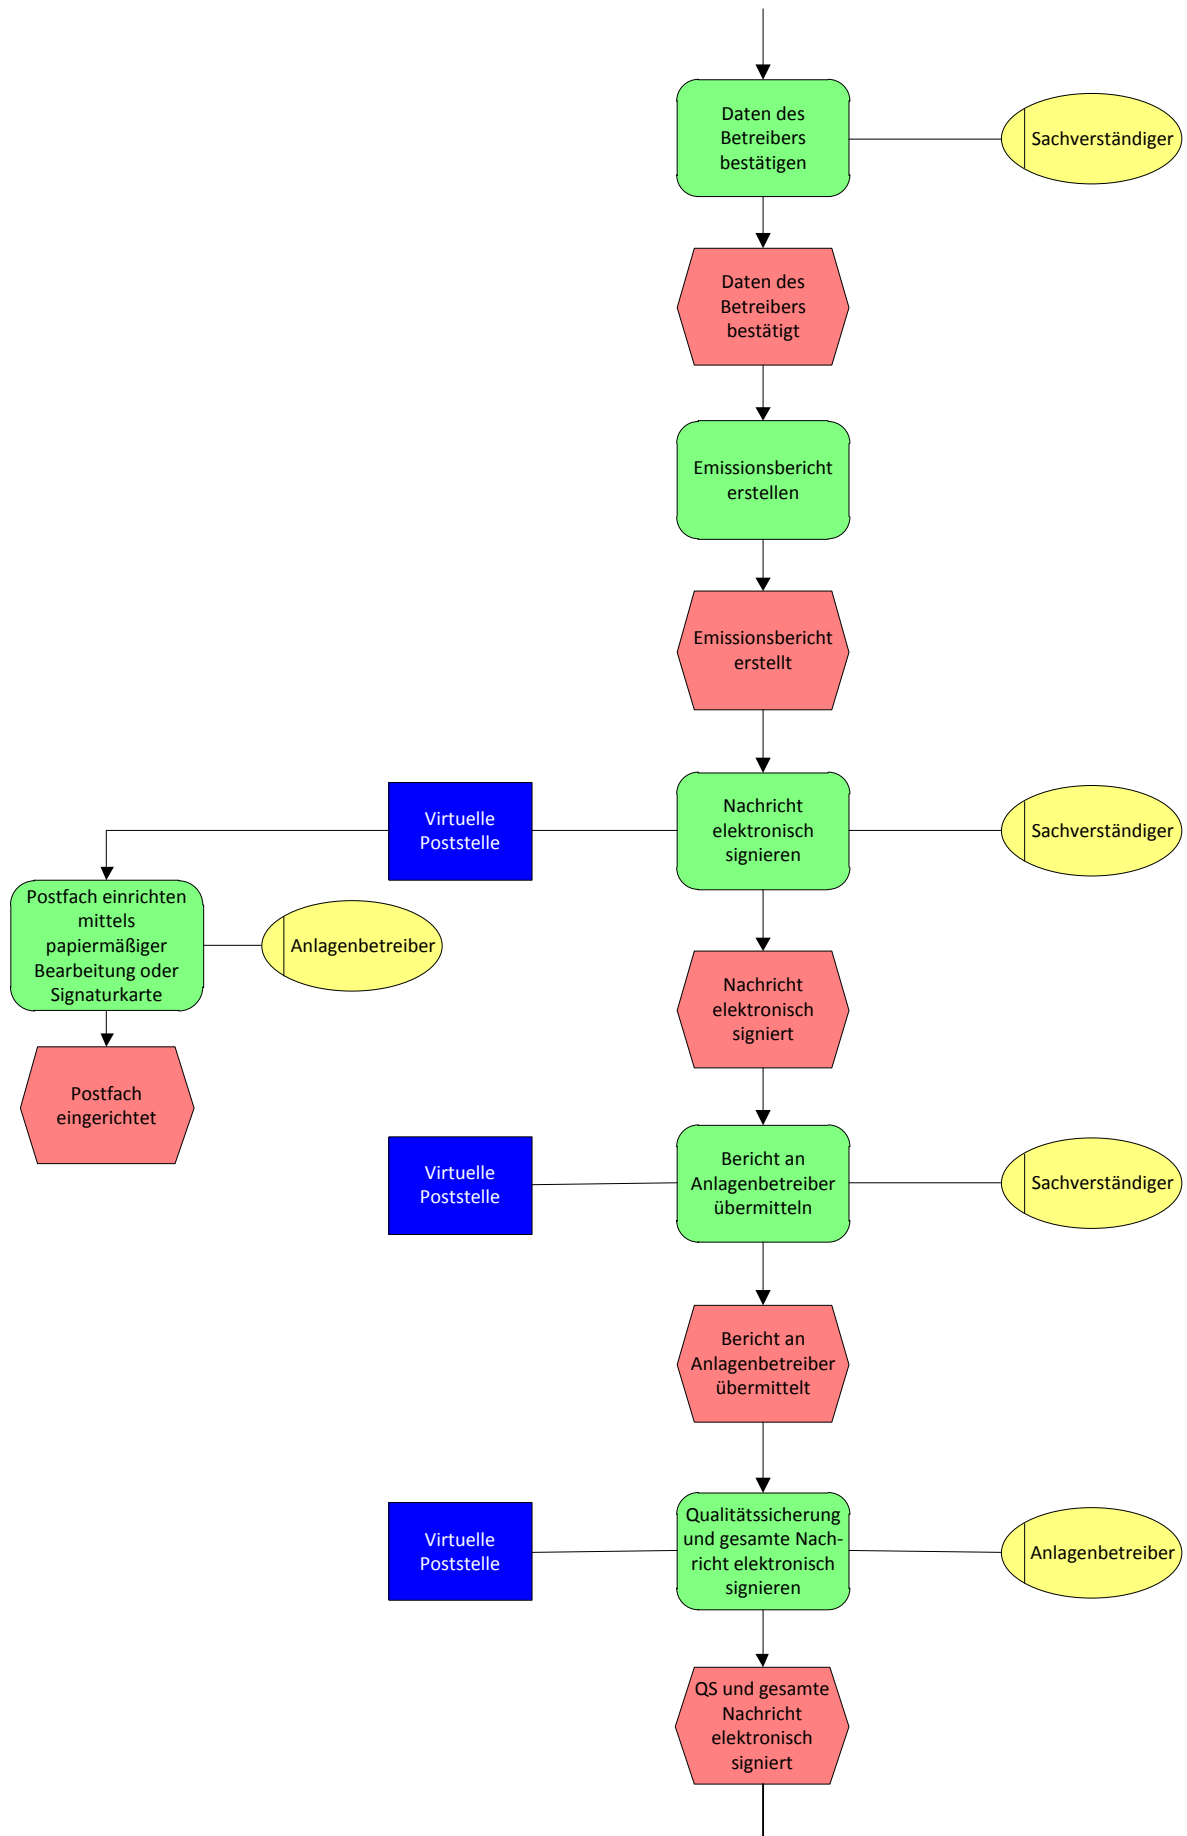 Daten des
Betreibers
bestätigen
Sachverständiger
Daten des
Betreibers
bestätigt
Emissionsbericht
erstellen
Emissionsbericht
erstellt
Virtuelle
Poststelle
Nachricht
elektronisch
signieren
Sachverständiger
Postfach einrichten
mittels
papiermäßiger
Bearbeitung oder
Signaturkarte
Anlagenbetreiber
Nachricht
elektronisch
signiert
Postfach
eingerichtet
Virtuelle
Poststelle
Bericht an
Anlagenbetreiber
übermitteln
Sachverständiger
Bericht an
Anlagenbetreiber
übermittelt
Virtuelle
Poststelle
Qualitätssicherung
und gesamte Nach-
richt elektronisch
signieren
Anlagenbetreiber
QS und gesamte
Nachricht
elektronisch
signiert